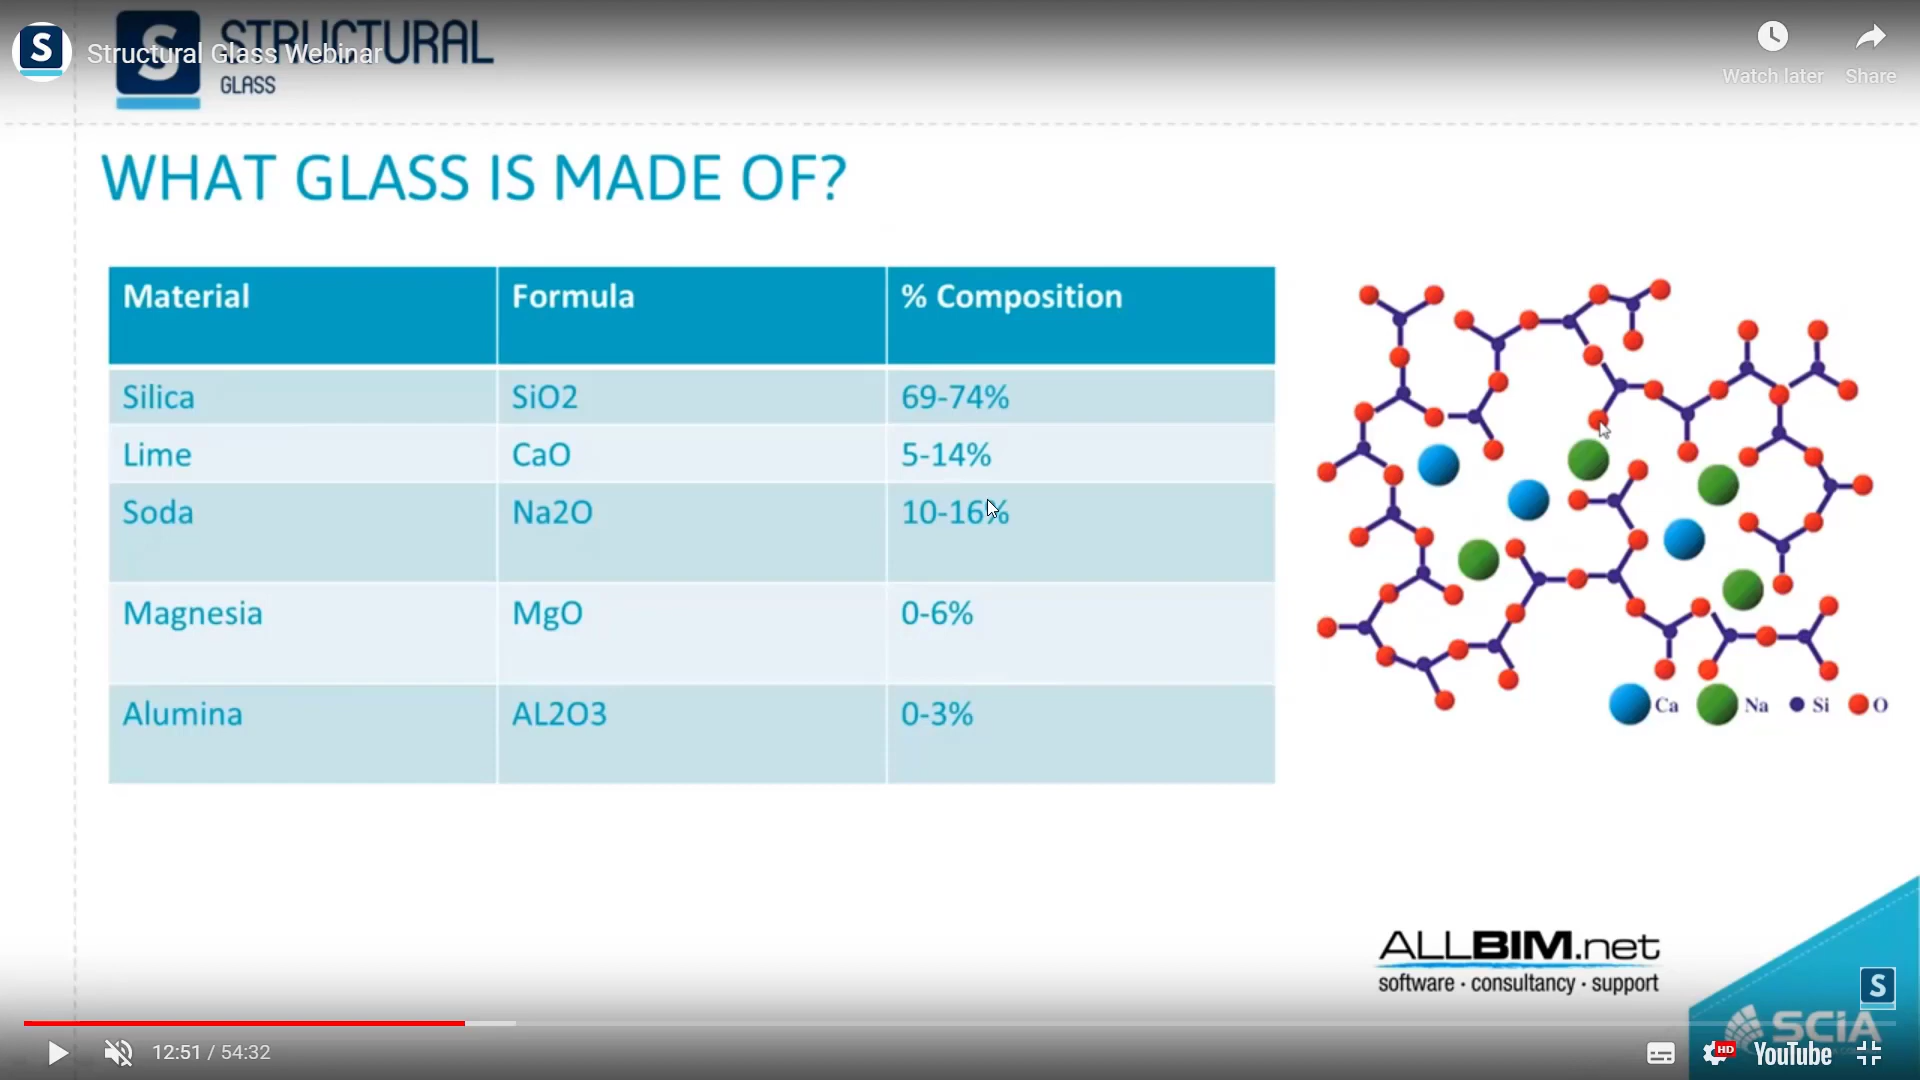 STRUCTURAL
GLASS
Structural Glass Webinar
Watch later
Share
WHAT GLASS IS MADE OF?
Material Formula % Composition
Silica SiO2 69-74%
Lime CaO 5-14%
Soda Na2O 10-16%
Magnesia MgO 0-6%
Alumina AL2O3 0-3%
Ca Na Si O
ALLBIM.net
software · consultancy · support
S
SCIA
12:51 / 54:32
HD
YouTube